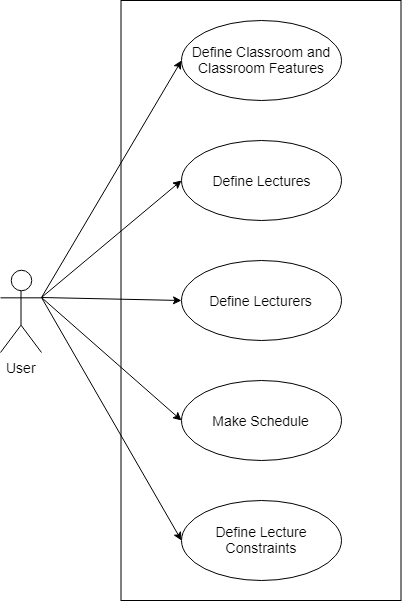 Define Classroom and
Classroom Features
Define Lectures
Define Lecturers
User
Make Schedule
Define Lecture
Constraints